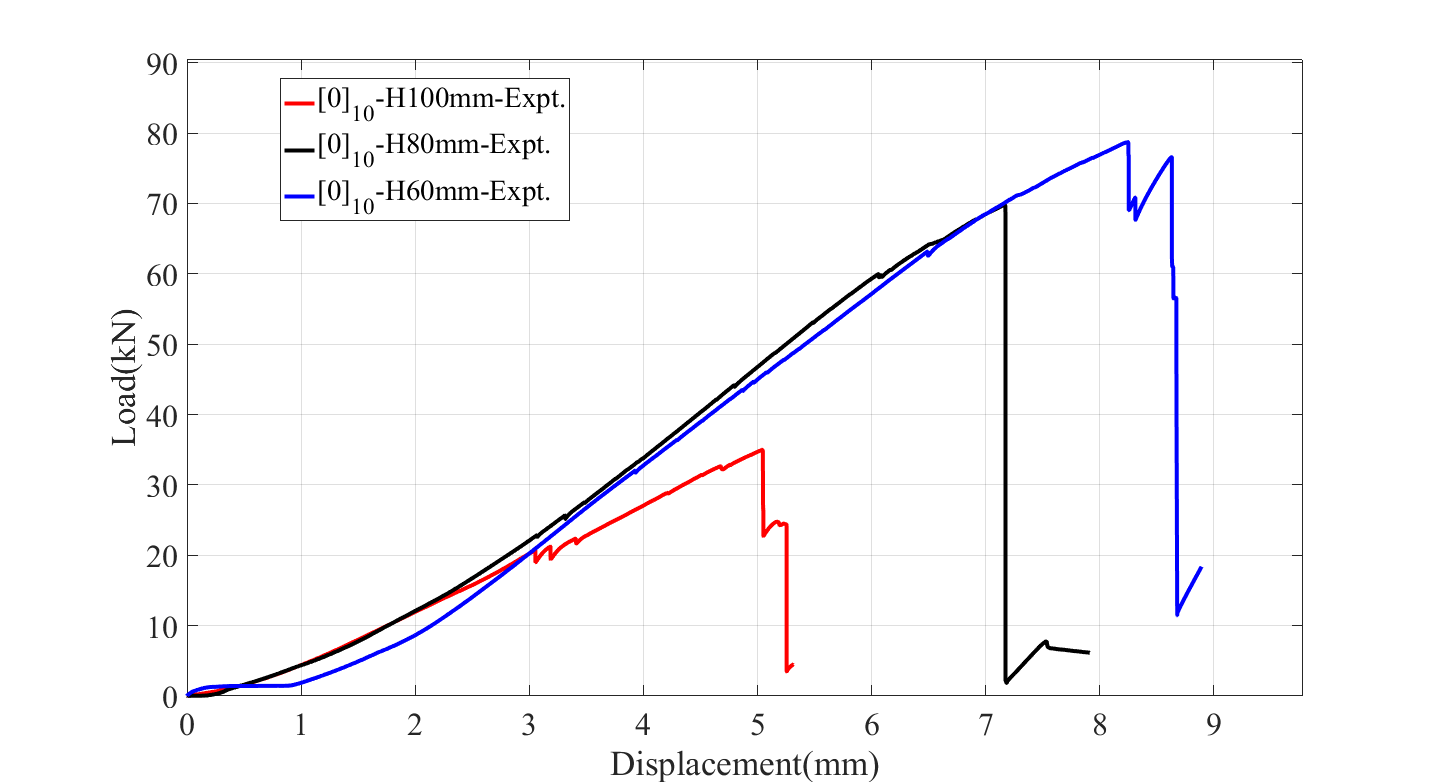 90
80
70
60
50
40
30
20
10
0
Load(kN)
[0]10-H100mm-Expt.
[0]10-H80mm-Expt.
[0]10-H60mm-Expt.
0 1 2 3 4 5 6 7 8 9
Displacement(mm)